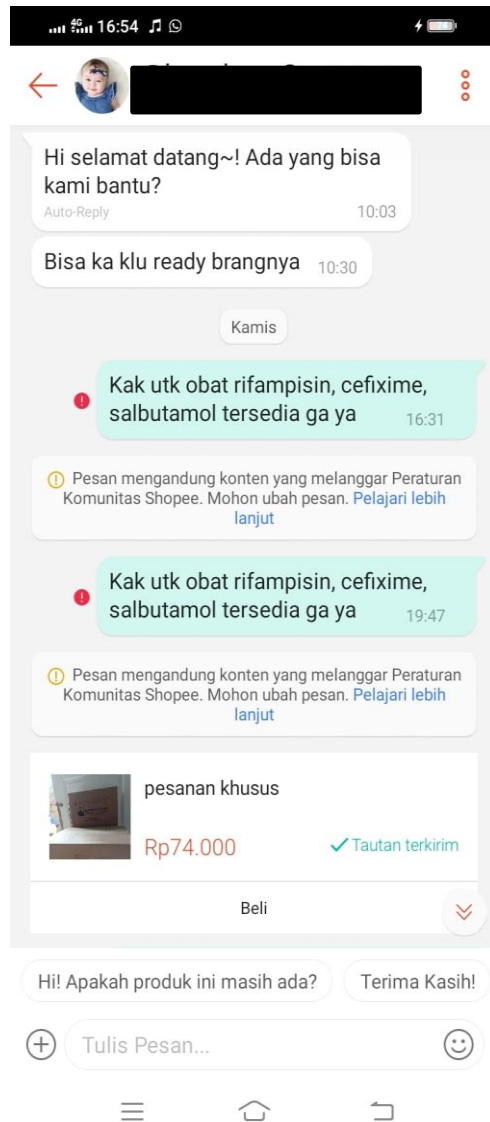 4G 16:54
Hi selamat datang~! Ada yang bisa
kami bantu?
Auto-Reply 10:03
Bisa ka klu ready brangnya 10:30
Kamis
Kak utk obat rifampisin, cefixime,
salbutamol tersedia ga ya 16:31
Pesan mengandung konten yang melanggar Peraturan
Komunitas Shopee. Mohon ubah pesan. Pelajari lebih
lanjut
Kak utk obat rifampisin, cefixime,
salbutamol tersedia ga ya 19:47
Pesan mengandung konten yang melanggar Peraturan
Komunitas Shopee. Mohon ubah pesan. Pelajari lebih
lanjut
pesanan khusus
Rp74.000 Tautan terkirim
Beli
Hi! Apakah produk ini masih ada? Terima Kasih!
Tulis Pesan...